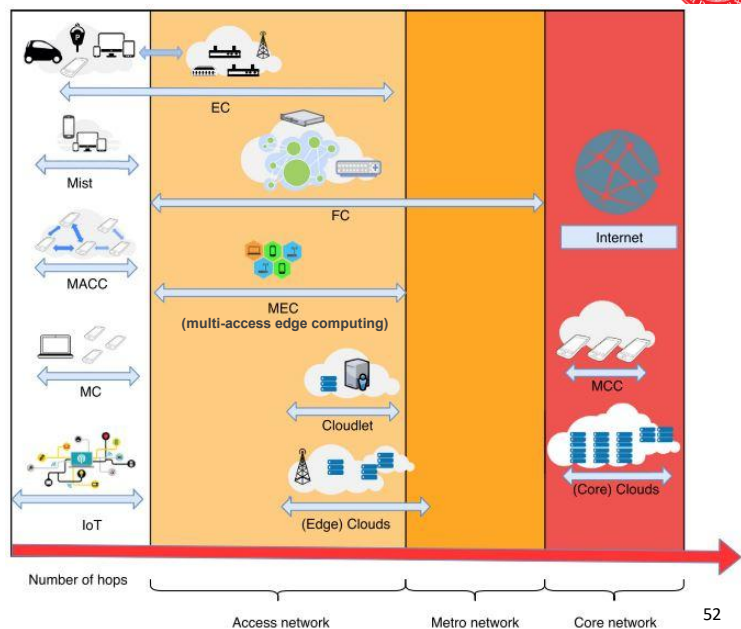 P
EC
Mist
FC
Internet
MACC
MEC
(multi-access edge computing)
MC
MCC
Cloudlet
(Core) Clouds
IoT
(Edge) Clouds
Number of hops
Access network
Metro network
Core network
52